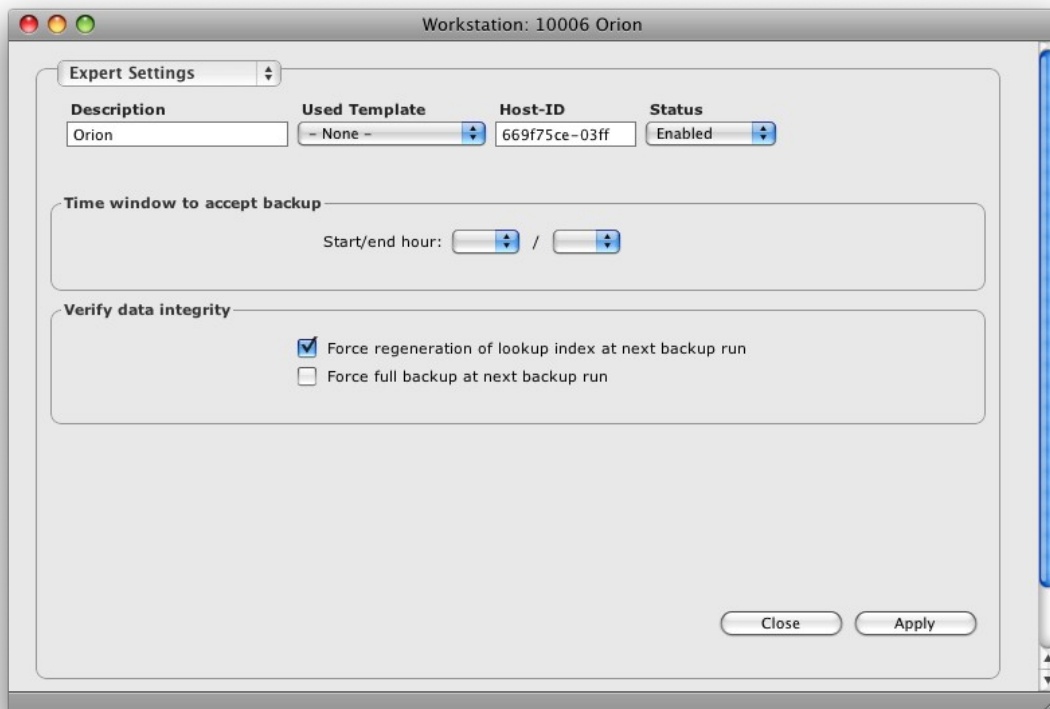 Workstation: 10006 Orion
Expert Settings
Description Used Template Host-ID Status
Orion - None - 669f75ce-03ff Enabled
Time window to accept backup
Start/end hour: /
Verify data integrity
Force regeneration of lookup index at next backup run
Force full backup at next backup run
Close Apply